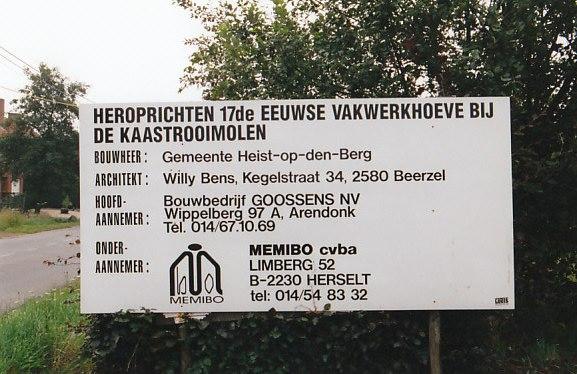 HEROPRICHTEN 17de EEUWSE VAKWERKHOEVE BIJ
DE KAASTROOIMOLEN
BOUWHEER: Gemeente Heist-op-den-Berg
ARCHITEKT: Willy Bens, Kegelstraat 34, 2580 Beerzel
HOOFD-AANNEMER: Bouwbedrijf GOOSSENS NV
Wippelberg 97 A, Arendonk
Tel. 014/67.10.69
ONDER-AANNEMER: MEMIBO cvba
LIMBERG 52
B-2230 HERSELT
tel: 014/54 83 32
MEMIBO